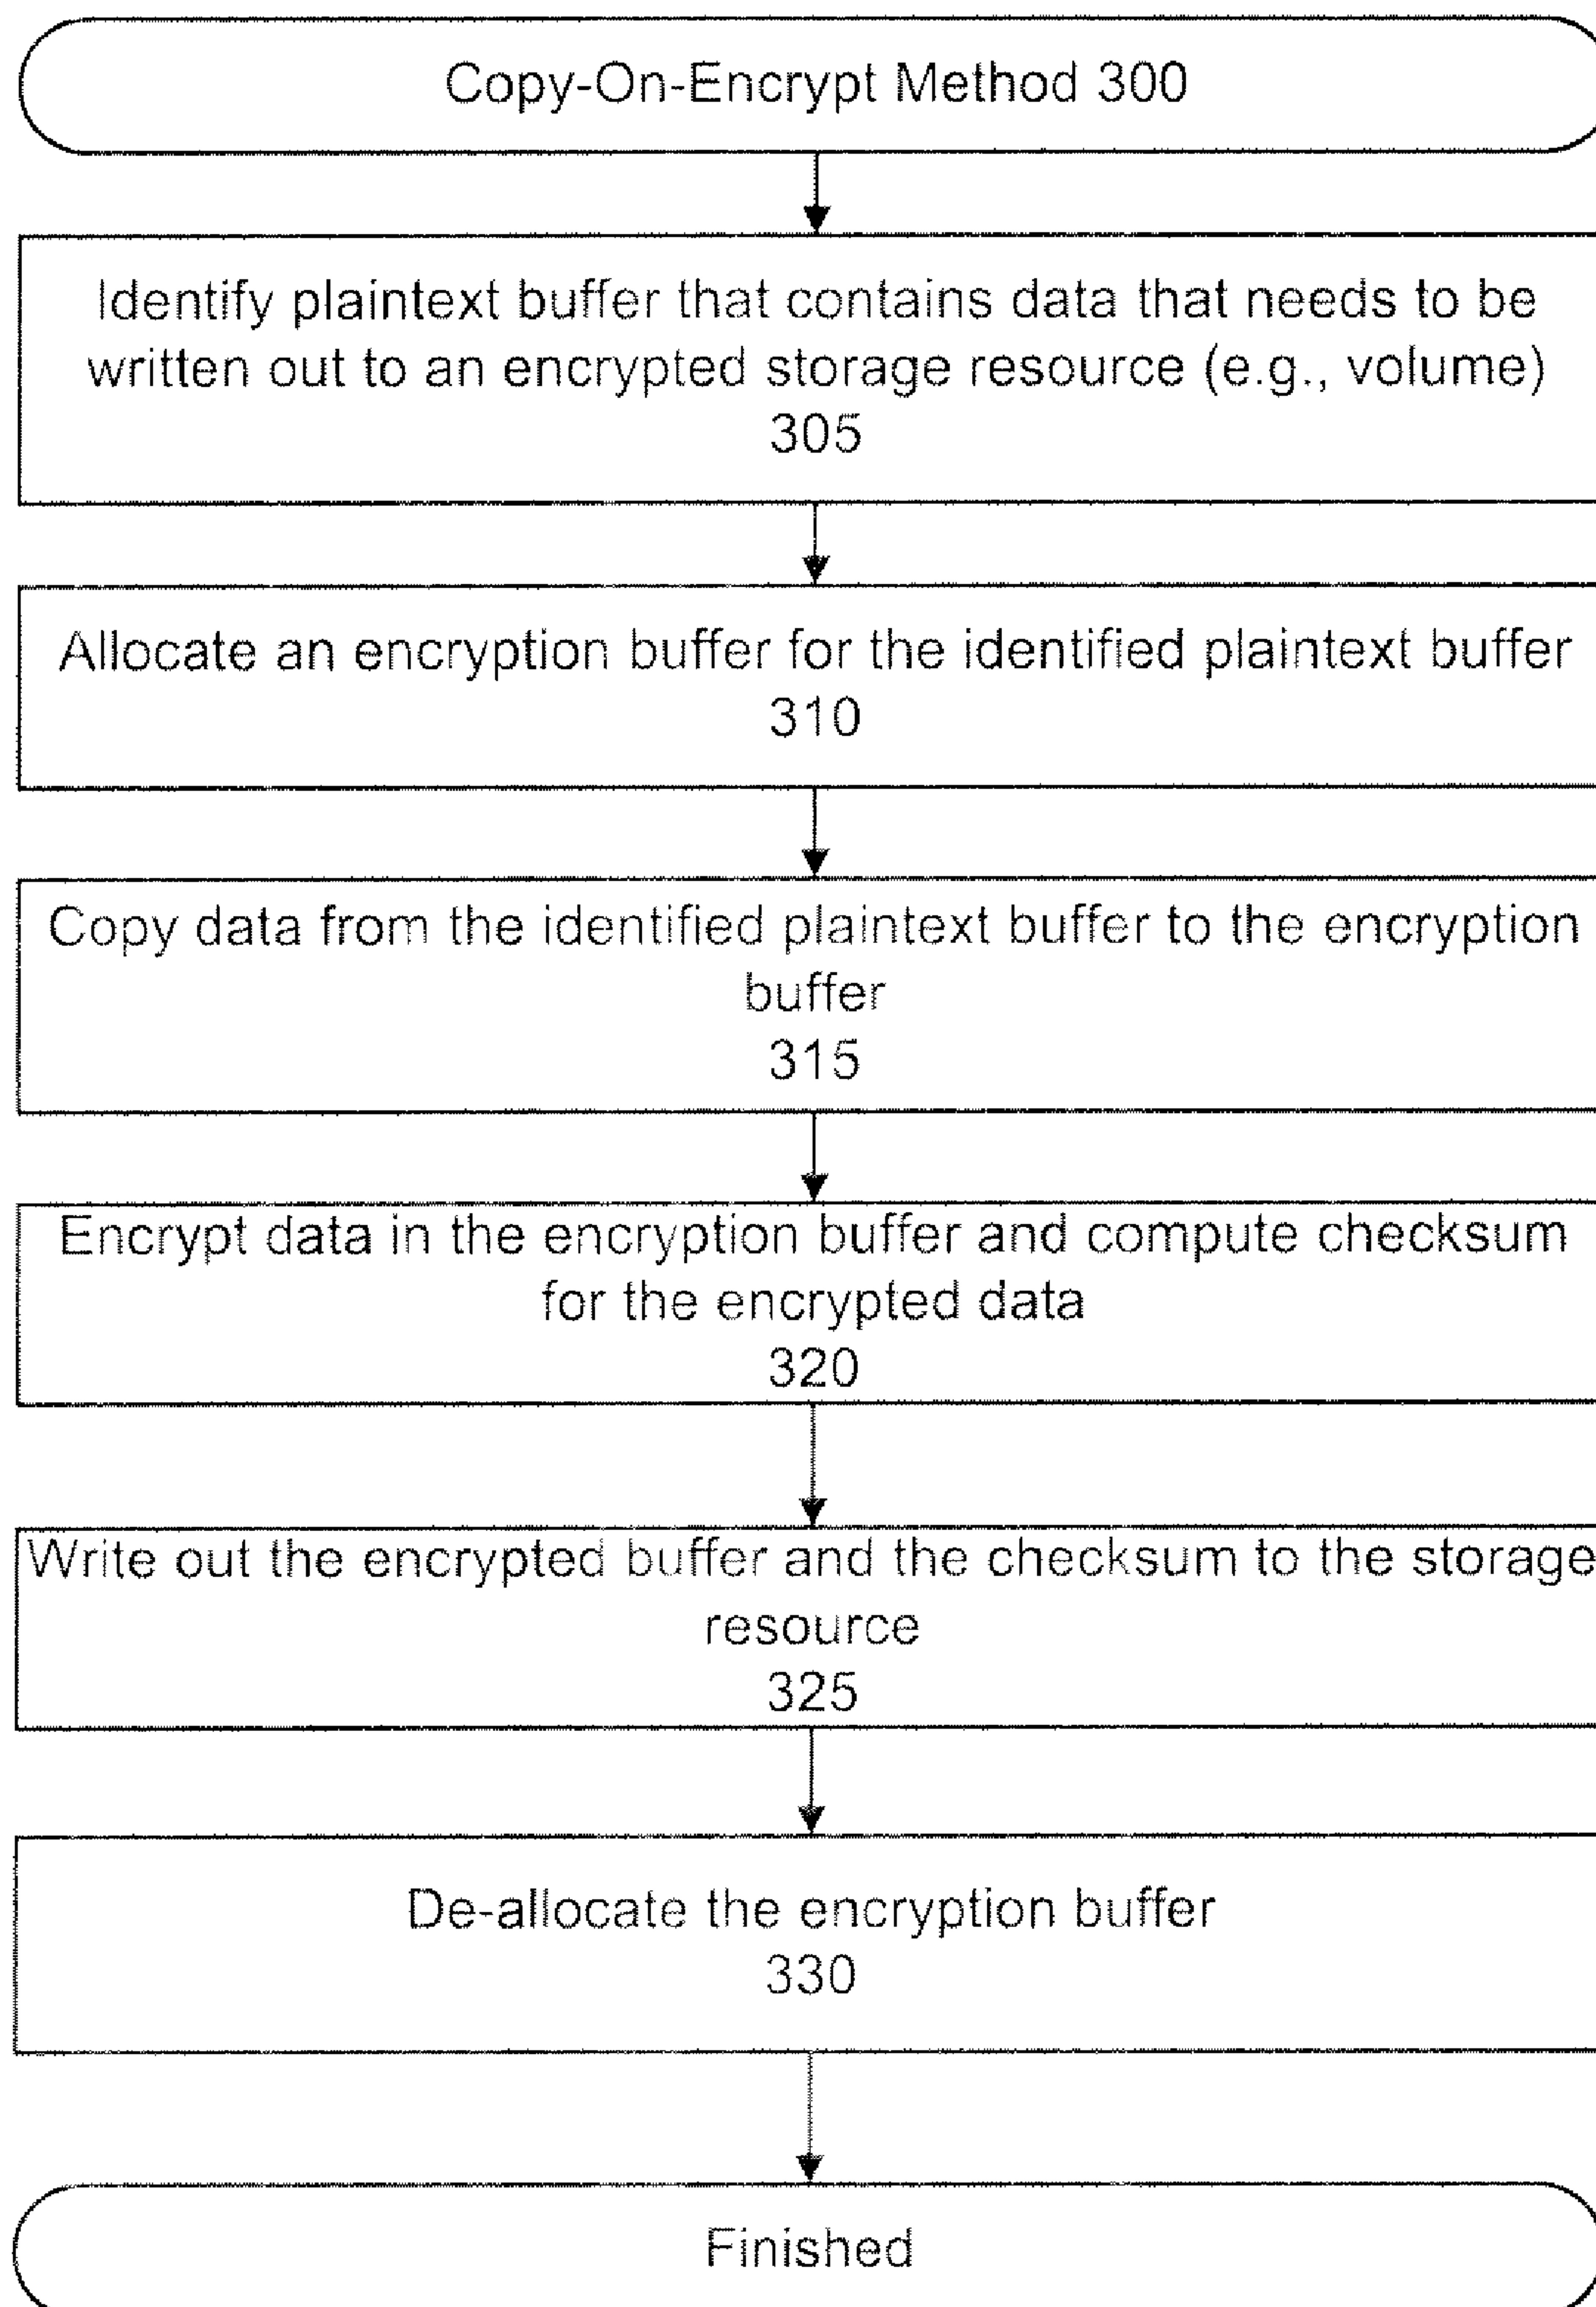 Copy-On-Encrypt Method 300
Identify plaintext buffer that contains data that needs to be
written out to an encrypted storage resource (e.g., volume)
305
Allocate an encryption buffer for the identified plaintext buffer
310
Copy data from the identified plaintext buffer to the encryption
buffer
315
Encrypt data in the encryption buffer and compute checksum
for the encrypted data
320
Write out the encrypted buffer and the checksum to the storage
resource
325
De-allocate the encryption buffer
330
Finished